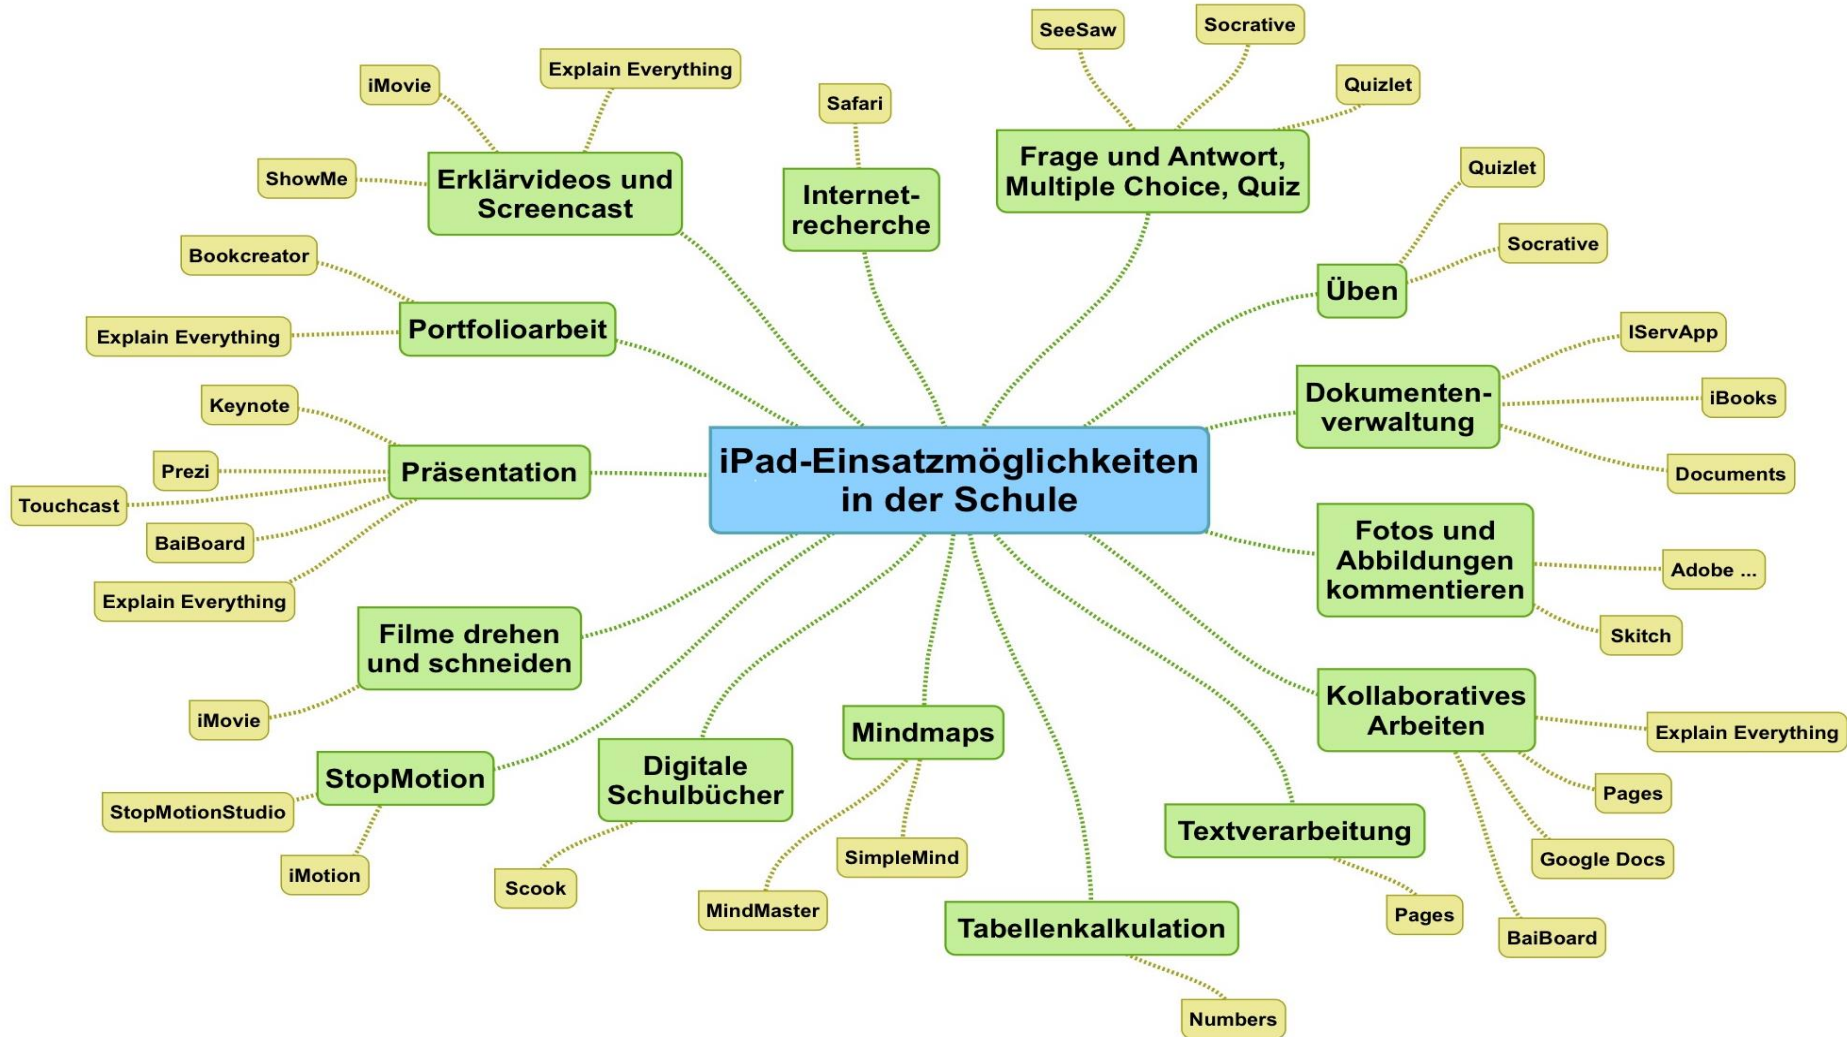 SeeSaw
Socrative
Quizlet
iMovie
Explain Everything
Safari
ShowMe
Erklärvideos und
Screencast
Internet-
recherche
Frage und Antwort,
Multiple Choice, Quiz
Quizlet
Socrative
Üben
Bookcreator
Explain Everything
Portfolioarbeit
IServApp
iBooks
Documents
Dokumenten-
verwaltung
Keynote
Prezi
Touchcast
BaiBoard
Explain Everything
Präsentation
iPad-Einsatzmöglichkeiten
in der Schule
Fotos und
Abbildungen
kommentieren
Adobe ...
Skitch
Filme drehen
und schneiden
iMovie
Kollaboratives
Arbeiten
Explain Everything
Pages
Google Docs
BaiBoard
StopMotion
StopMotionStudio
iMotion
Digitale
Schulbücher
Scook
Mindmaps
SimpleMind
MindMaster
Textverarbeitung
Pages
Tabellenkalkulation
Numbers